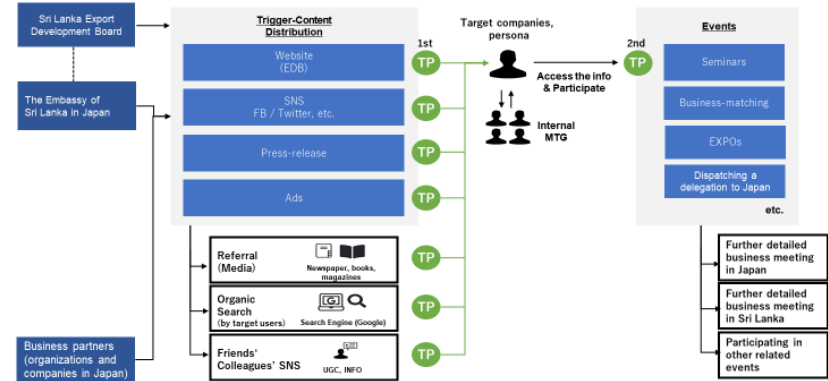 Sri Lanka Export
Development Board
The Embassy of
Sri Lanka in Japan
Business partners
(organizations and
companies in Japan)
Trigger-Content
Distribution
Website
(EDB)
SNS
FB / Twitter, etc.
Press-release
Ads
Referral
(Media)
Newspaper, books,
magazines
Organic
Search
(by target users)
G
Search Engine (Google)
Friends'
Colleagues' SNS
UGC, INFO
1st
TP
TP
TP
TP
TP
TP
TP
Target companies,
persona
Internal
MTG
Access the info
& Participate
2nd
TP
Events
Seminars
Business-matching
EXPOs
Dispatching a
delegation to Japan
etc.
Further detailed
business meeting
in Japan
Further detailed
business meeting
in Sri Lanka
Participating in
other related
events